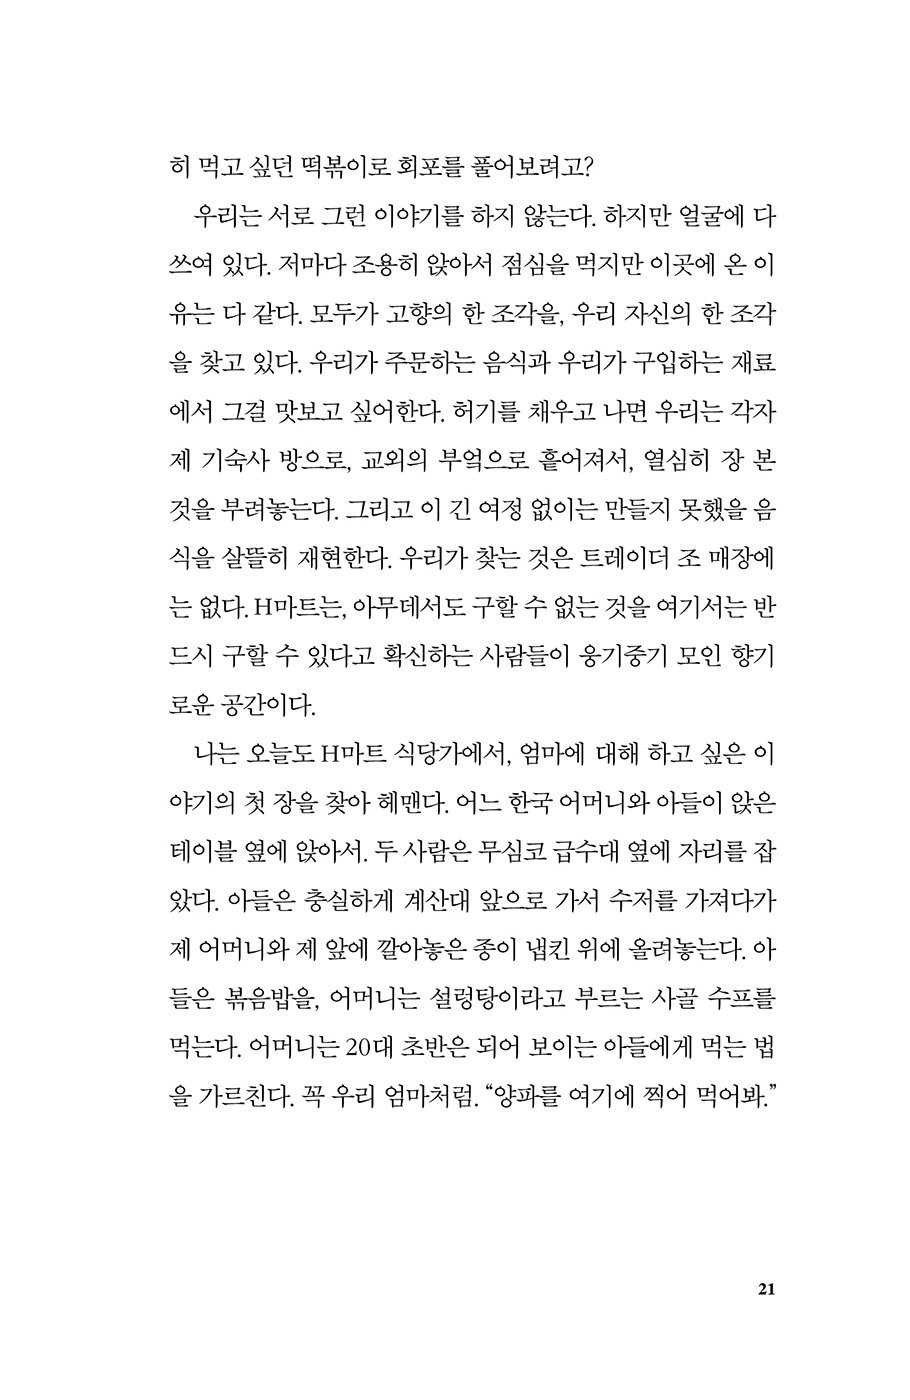 히 먹고 싶던 떡볶이로 회포를 풀어보려고?
우리는 서로 그런 이야기를 하지 않는다. 하지만 얼굴에 다
쓰여 있다. 저마다 조용히 앉아서 점심을 먹지만 이곳에 온 이
유는 다 같다. 모두가 고향의 한 조각을, 우리 자신의 한 조각
을 찾고 있다. 우리가 주문하는 음식과 우리가 구입하는 재료
에서 그걸 맛보고 싶어한다. 허기를 채우고 나면 우리는 각자
제 기숙사 방으로, 교외의 부엌으로 흩어져서, 열심히 장 본
것을 부려놓는다. 그리고 이 긴 여정 없이는 만들지 못했을 음
식을 살뜰히 재현한다. 우리가 찾는 것은 트레이더 조 매장에
는 없다. H마트는, 아무데서도 구할 수 없는 것을 여기서는 반
드시 구할 수 있다고 확신하는 사람들이 옹기종기 모인 향기
로운 공간이다.
나는 오늘도 H마트 식당가에서, 엄마에 대해 하고 싶은 이
야기의 첫 장을 찾아 헤맨다. 어느 한국 어머니와 아들이 앉은
테이블 옆에 앉아서. 두 사람은 무심코 급수대 옆에 자리를 잡
았다. 아들은 충실하게 계산대 앞으로 가서 수저를 가져다가
제 어머니와 제 앞에 깔아놓은 종이 냅킨 위에 올려놓는다. 아
들은 볶음밥을, 어머니는 설렁탕이라고 부르는 사골 수프를
먹는다. 어머니는 20대 초반은 되어 보이는 아들에게 먹는 법
을 가르친다. 꼭 우리 엄마처럼. “양파를 여기에 찍어 먹어봐.”
21